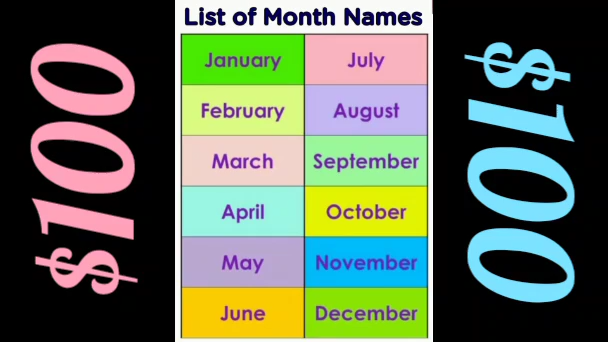 List of Month Names
$100
January July
February August
March September
April October
May November
June December
$100